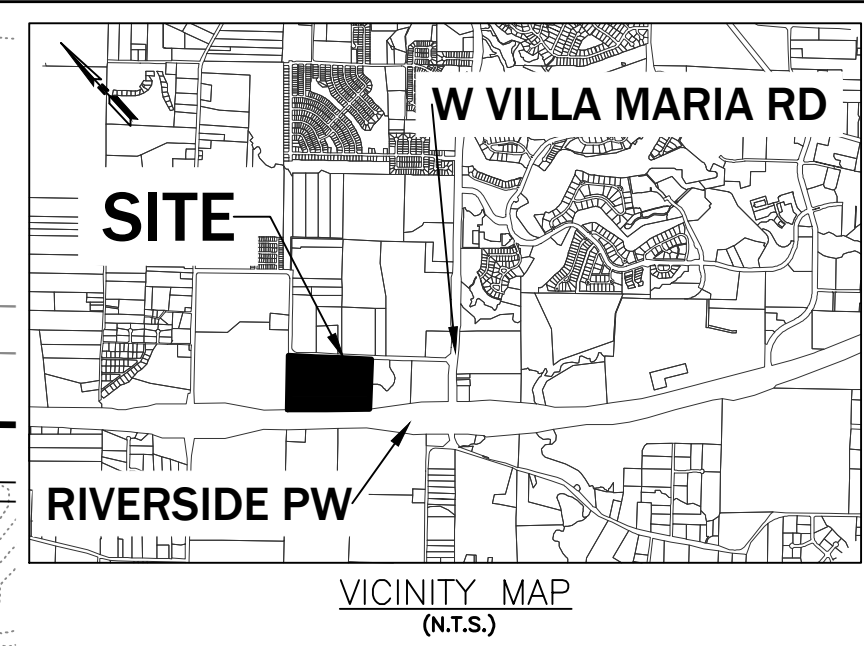 W VILLA MARIA RD
SITE
RIVERSIDE PW
VICINITY MAP
(N.T.S.)